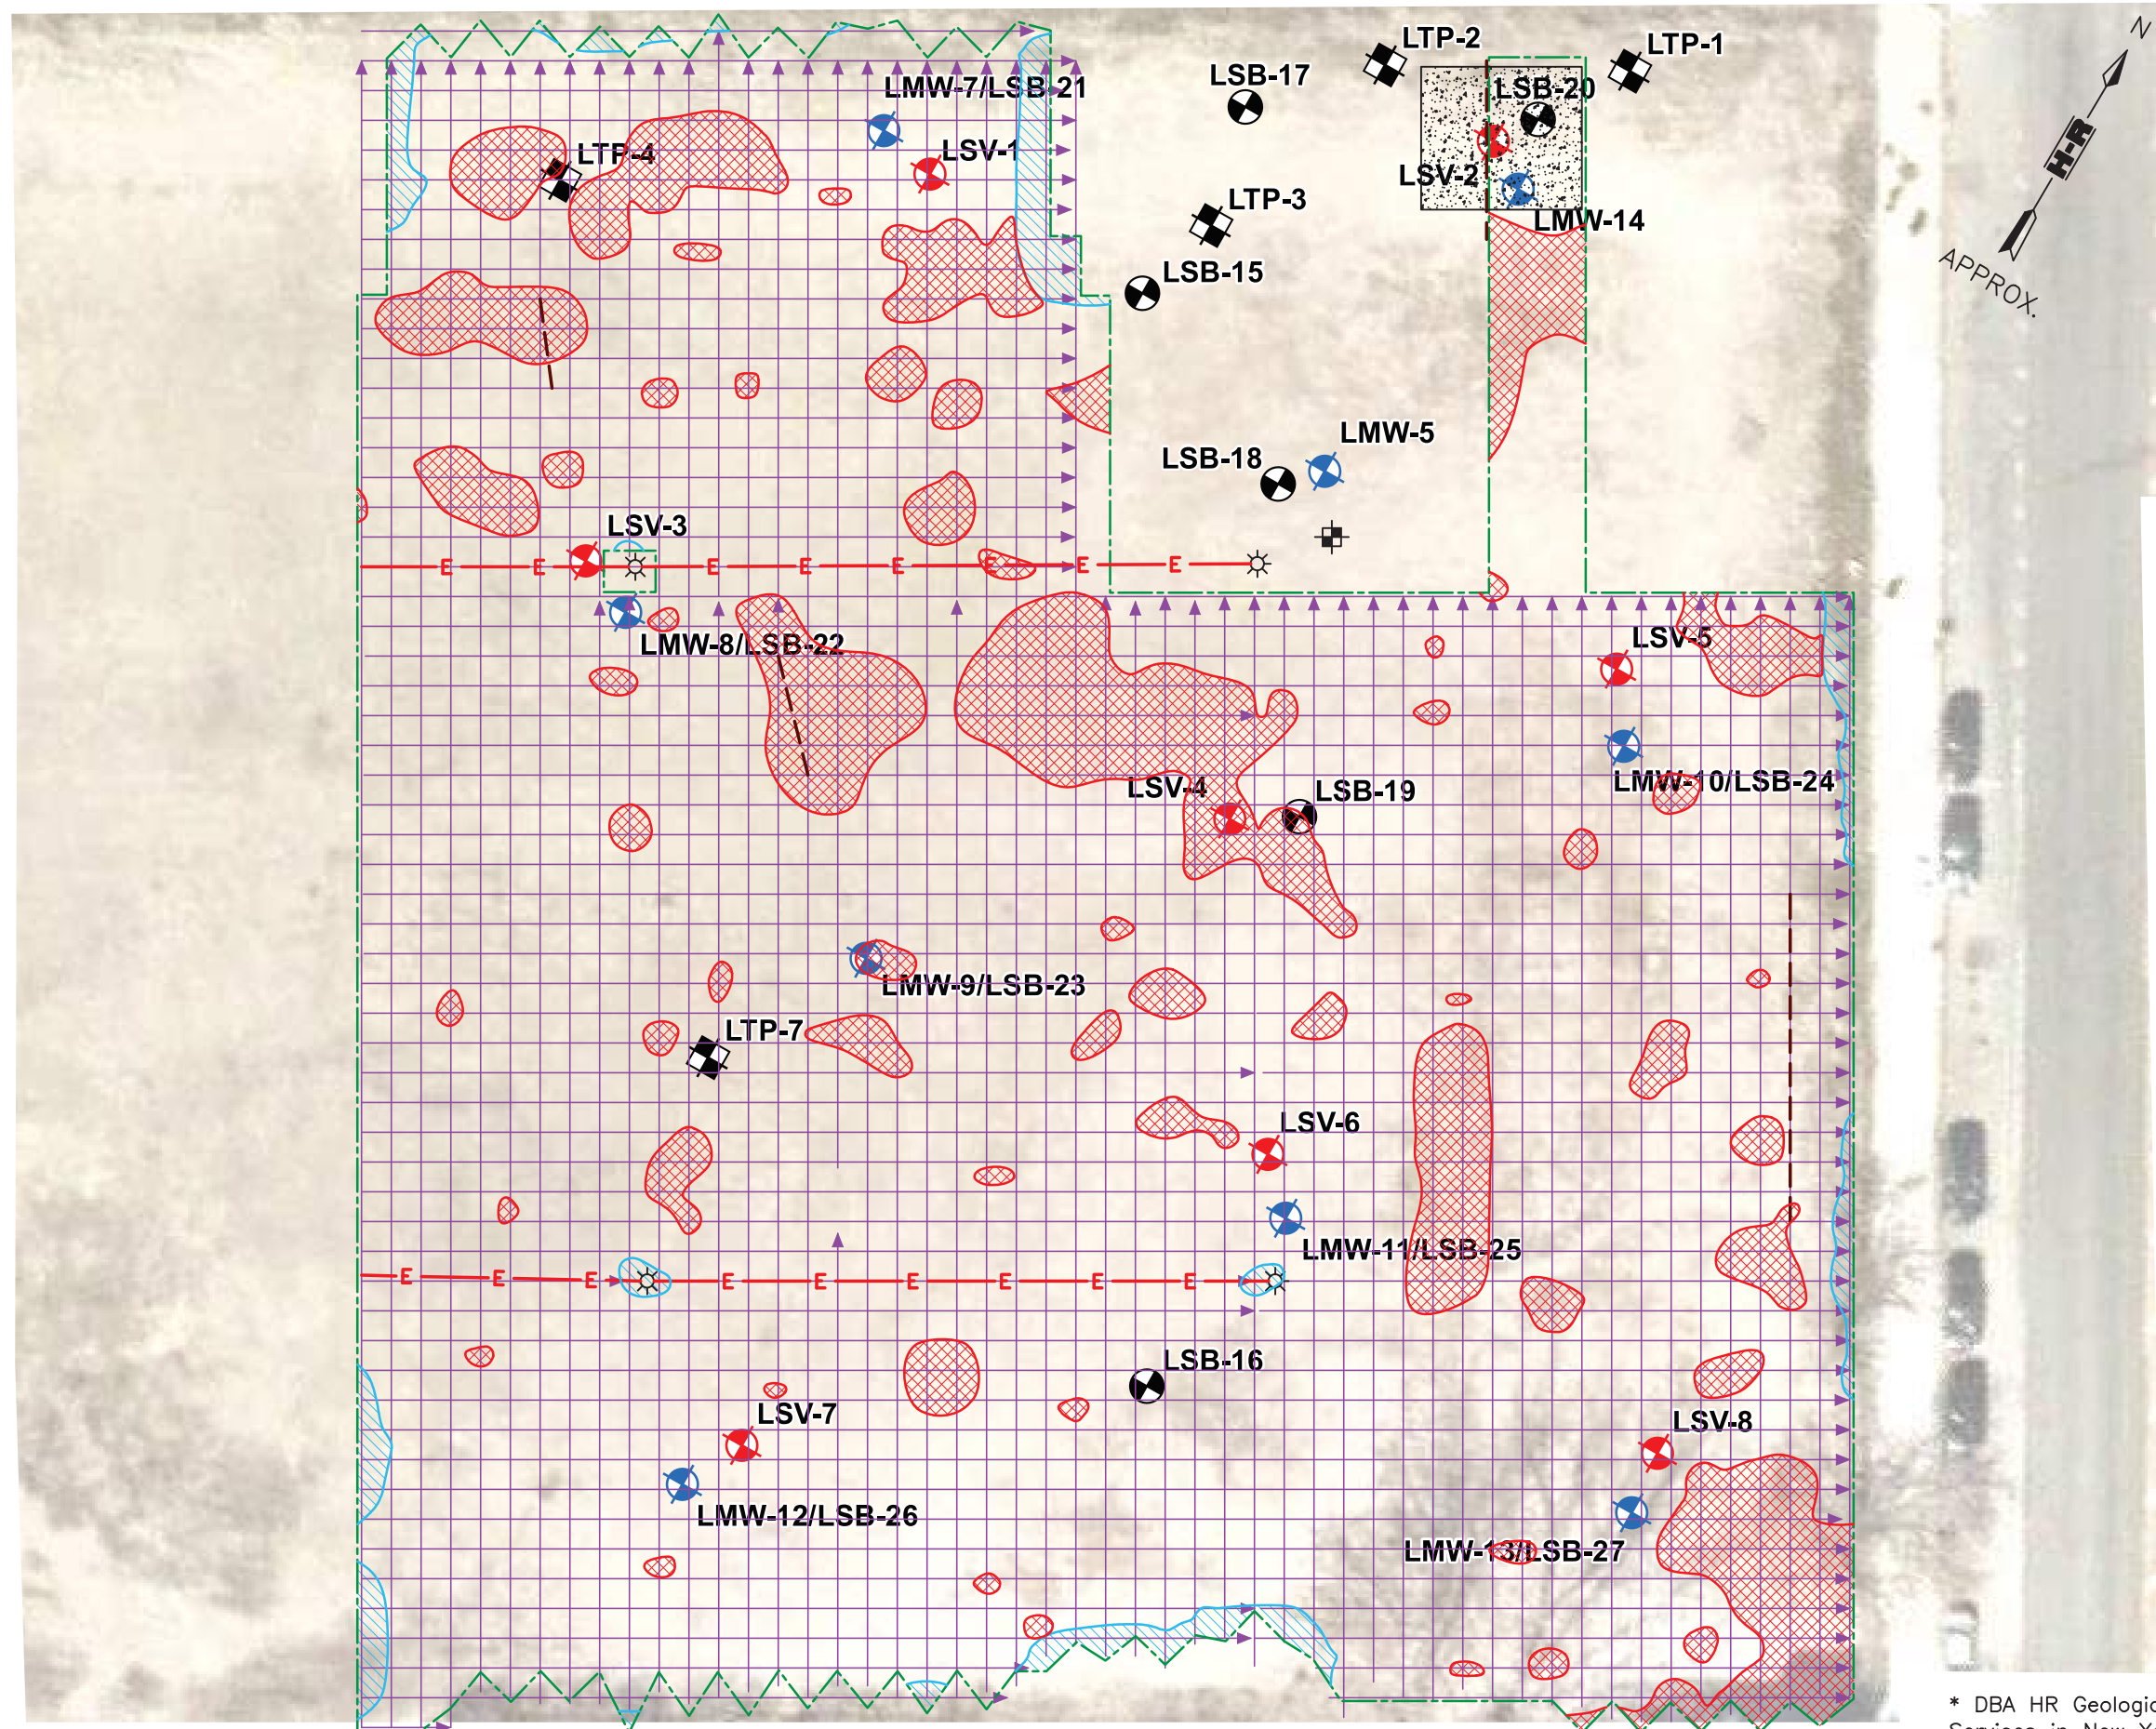 LTP-2
LTP-1
N
LSB-17
LMW-7/LSB-21
LSB-20
H-R
LTP-4
LSV-1
LSV-2
LTP-3
LMW-14
APPROX.
LSB-15
LMW-5
LSB-18
LSV-3
E E E E E E E E
LMW-8/LSB-22
LSV-5
LMW-10/LSB-24
LSV-4
LSB-19
LMW-9/LSB-23
LTP-7
LSV-6
LMW-11/LSB-25
E E E E E E E E E
LSB-16
LSV-7
LSV-8
LMW-12/LSB-26
LMW-13/LSB-27
* DBA HR Geologic